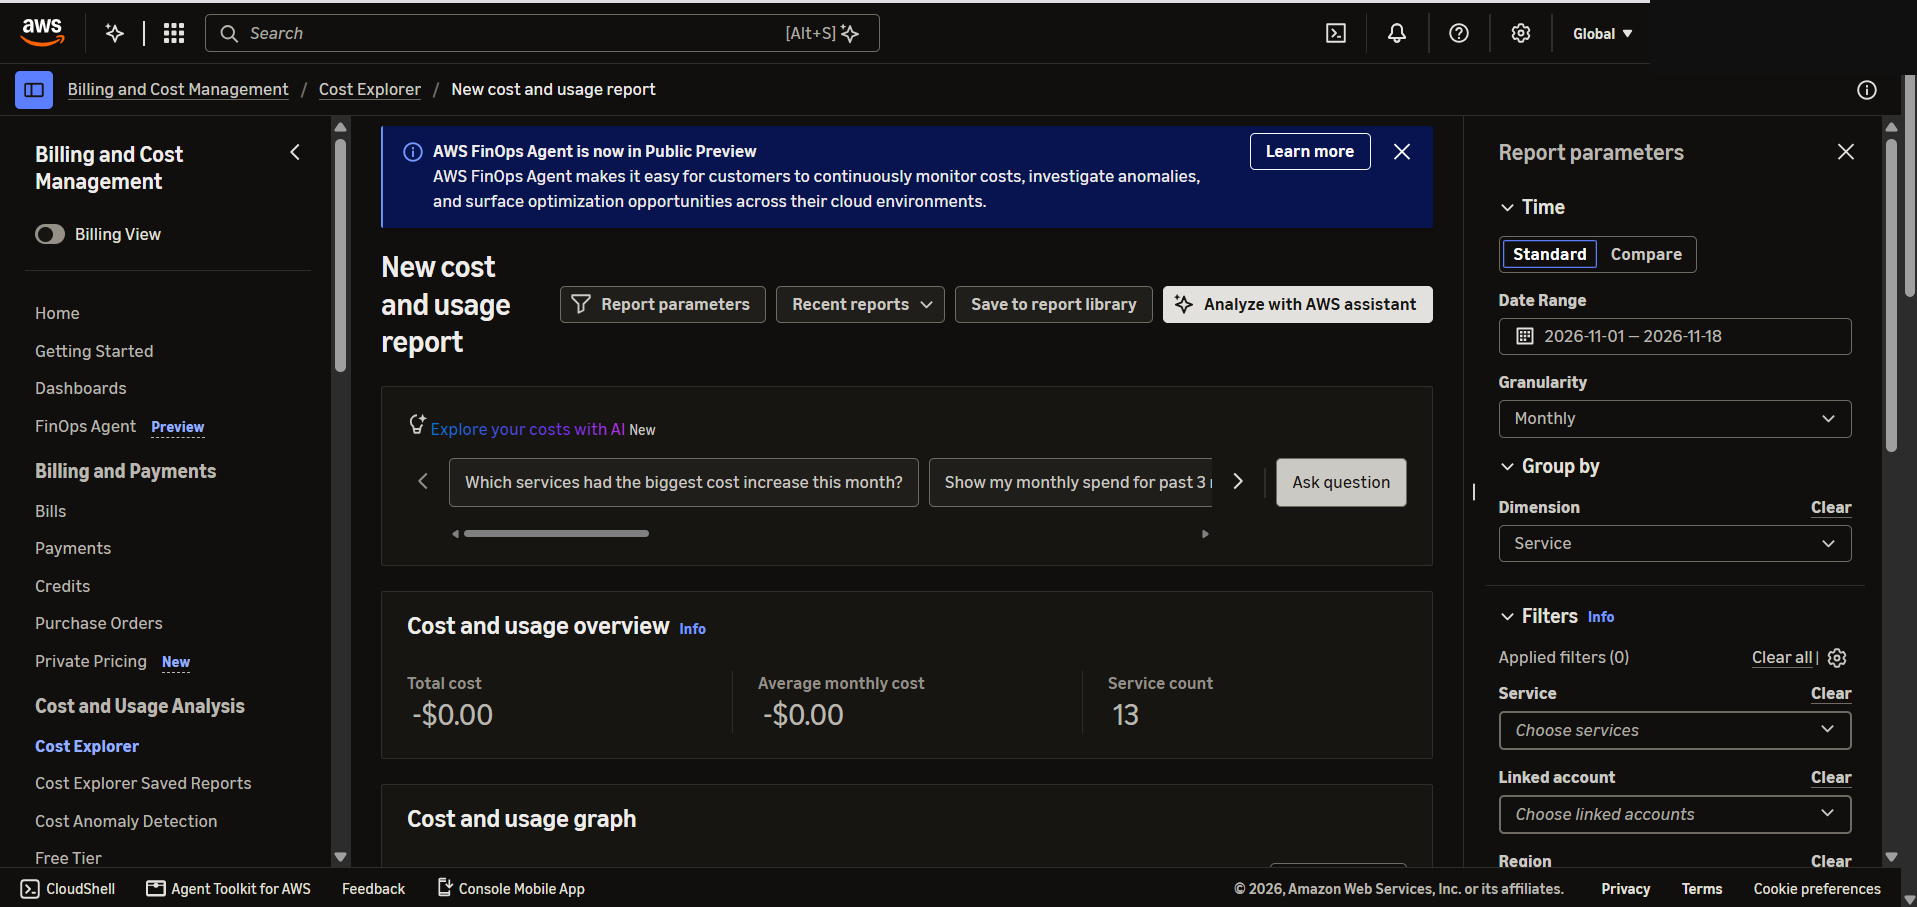 aws
Search
[Alt+S]
Global
Billing and Cost Management / Cost Explorer / New cost and usage report
Billing and Cost
Management
Billing View
Home
Getting Started
Dashboards
FinOps Agent Preview
Billing and Payments
Bills
Payments
Credits
Purchase Orders
Private Pricing New
Cost and Usage Analysis
Cost Explorer
Cost Explorer Saved Reports
Cost Anomaly Detection
Free Tier
AWS FinOps Agent is now in Public Preview
AWS FinOps Agent makes it easy for customers to continuously monitor costs, investigate anomalies,
and surface optimization opportunities across their cloud environments.
Learn more
New cost
and usage
report
Report parameters
Recent reports
Save to report library
Analyze with AWS assistant
Explore your costs with AI New
Which services had the biggest cost increase this month?
Show my monthly spend for past 3
Ask question
Cost and usage overview Info
Total cost
-$0.00
Average monthly cost
-$0.00
Service count
13
Cost and usage graph
Report parameters
Time
Standard Compare
Date Range
2026-11-01 — 2026-11-18
Granularity
Monthly
Group by
Dimension Clear
Service
Filters Info
Applied filters (0) Clear all |
Service Clear
Choose services
Linked account Clear
Choose linked accounts
Region Clear
CloudShell
Agent Toolkit for AWS
Feedback
Console Mobile App
© 2026, Amazon Web Services, Inc. or its affiliates.
Privacy
Terms
Cookie preferences